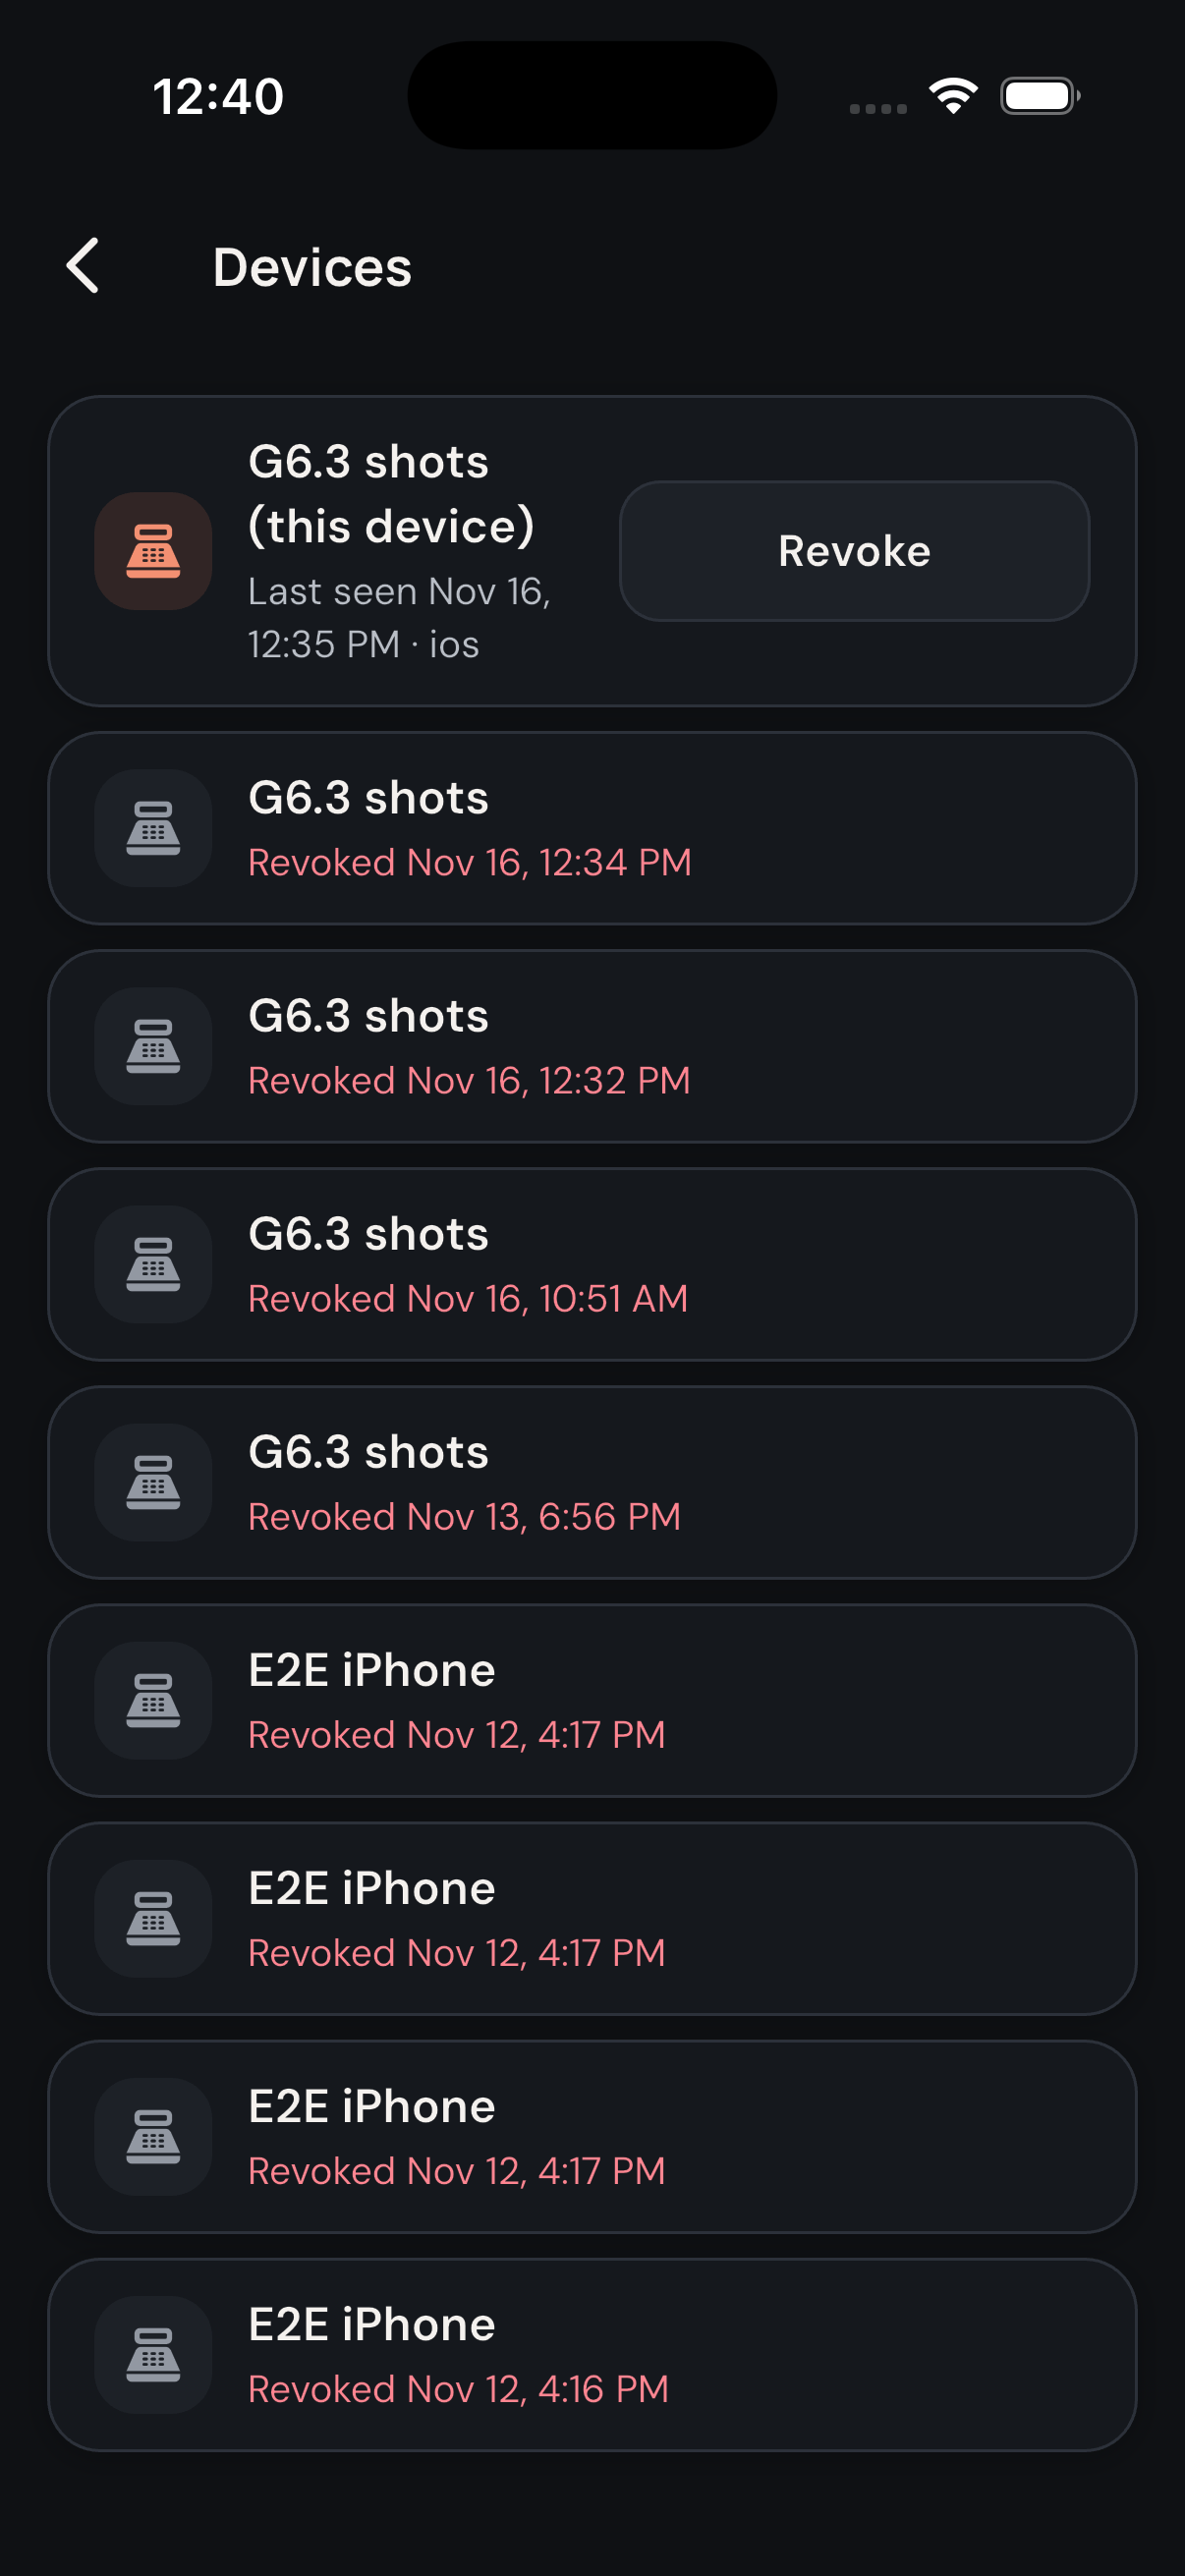 12:40
Devices
G6.3 shots
(this device)
Last seen Nov 16,
12:35 PM · ios
Revoke
G6.3 shots
Revoked Nov 16, 12:34 PM
G6.3 shots
Revoked Nov 16, 12:32 PM
G6.3 shots
Revoked Nov 16, 10:51 AM
G6.3 shots
Revoked Nov 13, 6:56 PM
E2E iPhone
Revoked Nov 12, 4:17 PM
E2E iPhone
Revoked Nov 12, 4:17 PM
E2E iPhone
Revoked Nov 12, 4:17 PM
E2E iPhone
Revoked Nov 12, 4:16 PM